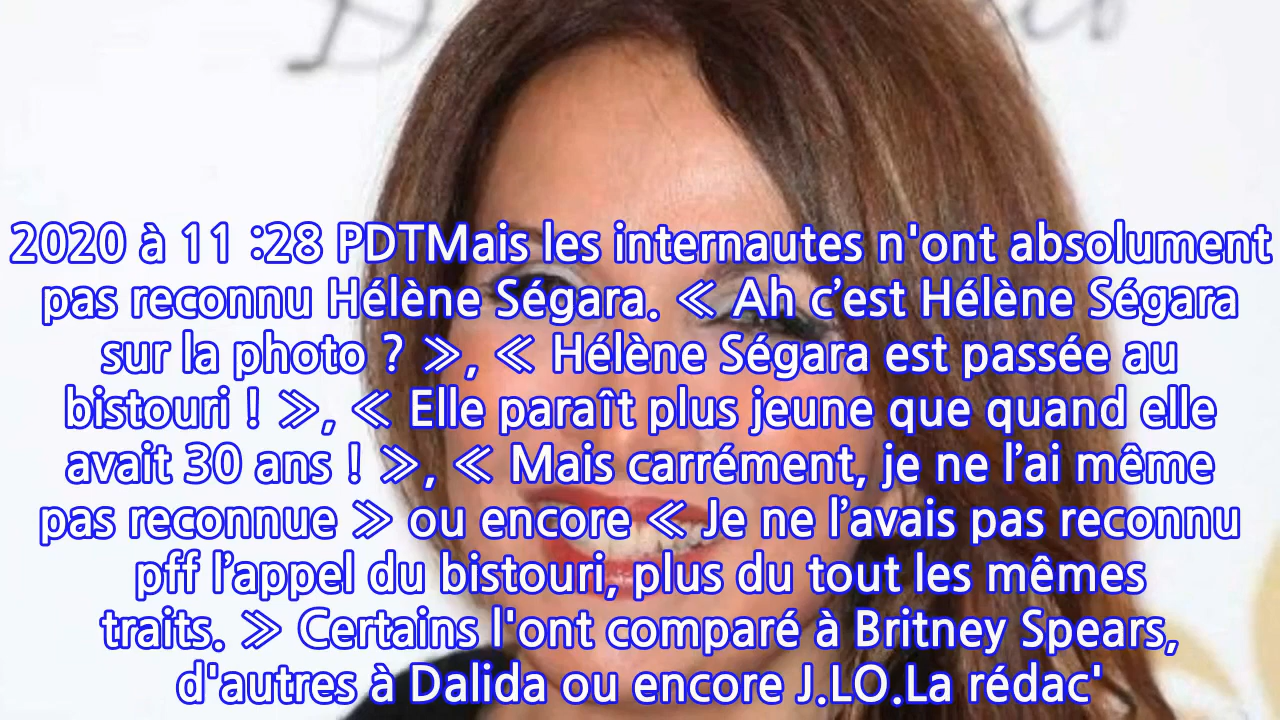 2020 à 11 :28 PDTMais les internautes n'ont absolument
pas reconnu Hélène Ségara. ≪ Ah c’est Hélène Ségara
sur la photo ? ≫, ≪ Hélène Ségara est passée au
bistouri ! ≫, ≪ Elle paraît plus jeune que quand elle
avait 30 ans ! ≫, ≪ Mais carrément, je ne l’ai même
pas reconnue ≫ ou encore ≪ Je ne l’avais pas reconnu
pff l’appel du bistouri, plus du tout les mêmes
traits. ≫ Certains l'ont comparé à Britney Spears,
d'autres à Dalida ou encore J.LO.La rédac'